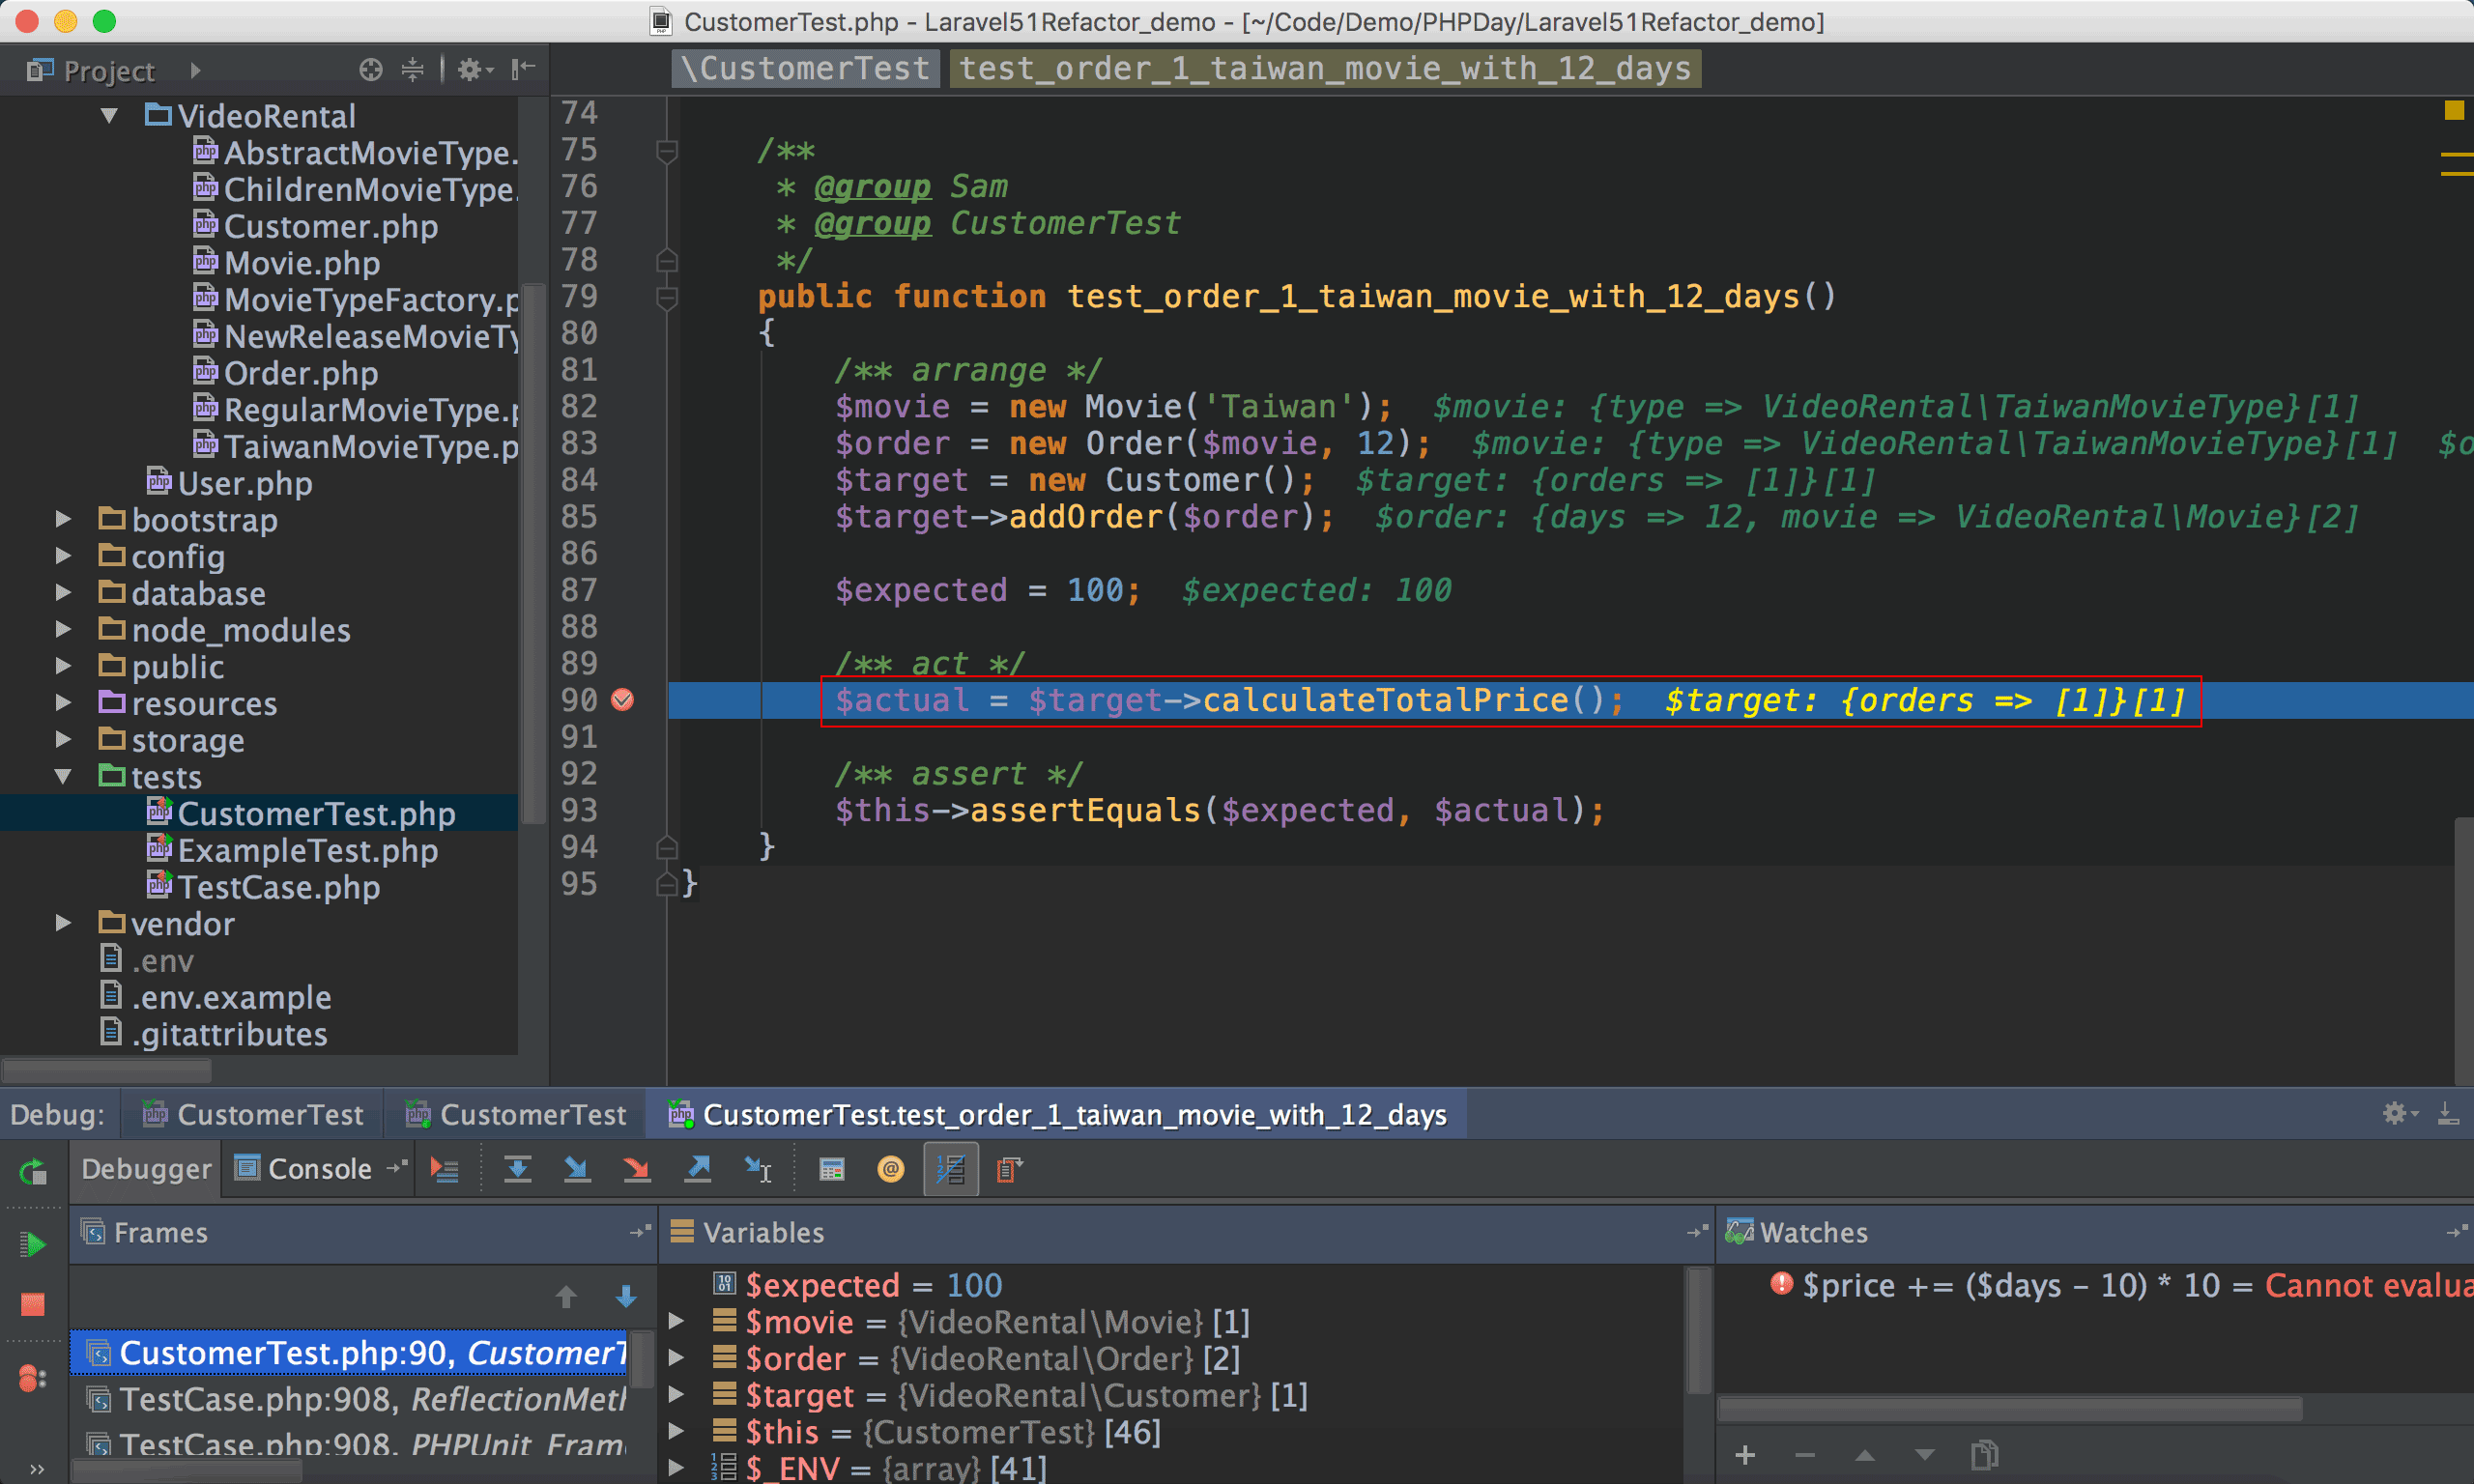 CustomerTest.php - Laravel51Refactor_demo - [~/Code/Demo/PHPDay/Laravel51Refactor_demo]
Project
\CustomerTest test_order_1_taiwan_movie_with_12_days
VideoRental
AbstractMovieType.
ChildrenMovieType.
Customer.php
Movie.php
MovieTypeFactory.p
NewReleaseMovieTy
Order.php
RegularMovieType.p
TaiwanMovieType.p
User.php
bootstrap
config
database
node_modules
public
resources
storage
tests
CustomerTest.php
ExampleTest.php
TestCase.php
vendor
.env
.env.example
.gitattributes
74
75 /**
76 * @group Sam
77 * @group CustomerTest
78 */
79 public function test_order_1_taiwan_movie_with_12_days()
80 {
81 /** arrange */
82 $movie = new Movie('Taiwan'); $movie: {type => VideoRental\TaiwanMovieType}[1]
83 $order = new Order($movie, 12); $movie: {type => VideoRental\TaiwanMovieType}[1] $o
84 $target = new Customer(); $target: {orders => [1]}[1]
85 $target->addOrder($order); $order: {days => 12, movie => VideoRental\Movie}[2]
86
87 $expected = 100; $expected: 100
88
89 /** act */
90 $actual = $target->calculateTotalPrice(); $target: {orders => [1]}[1]
91
92 /** assert */
93 $this->assertEquals($expected, $actual);
94 }
95 }
Debug: CustomerTest CustomerTest CustomerTest.test_order_1_taiwan_movie_with_12_days
Debugger Console
Frames
CustomerTest.php:90, CustomerT
TestCase.php:908, ReflectionMeth
TestCase.php:908, PHPUnit_Fram
Variables
$expected = 100
$movie = {VideoRental\Movie} [1]
$order = {VideoRental\Order} [2]
$target = {VideoRental\Customer} [1]
$this = {CustomerTest} [46]
$_ENV = {array} [41]
Watches
$price += ($days - 10) * 10 = Cannot evalua